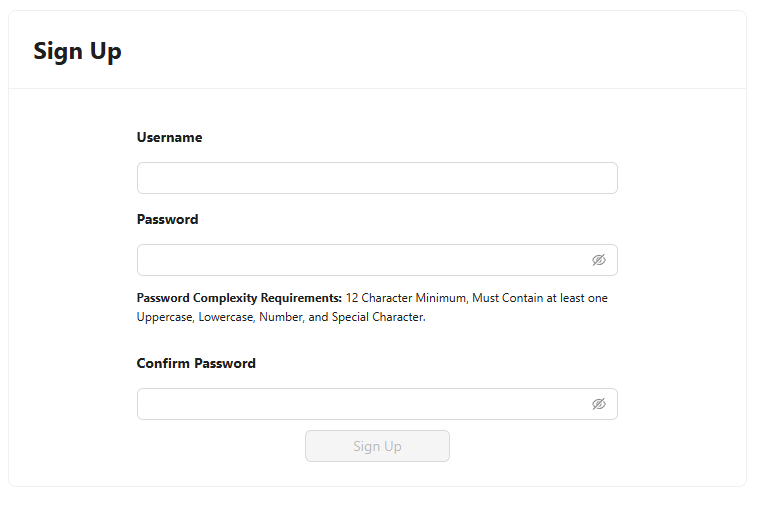 Sign Up
Username
Password
Password Complexity Requirements: 12 Character Minimum, Must Contain at least one
Uppercase, Lowercase, Number, and Special Character.
Confirm Password
Sign Up